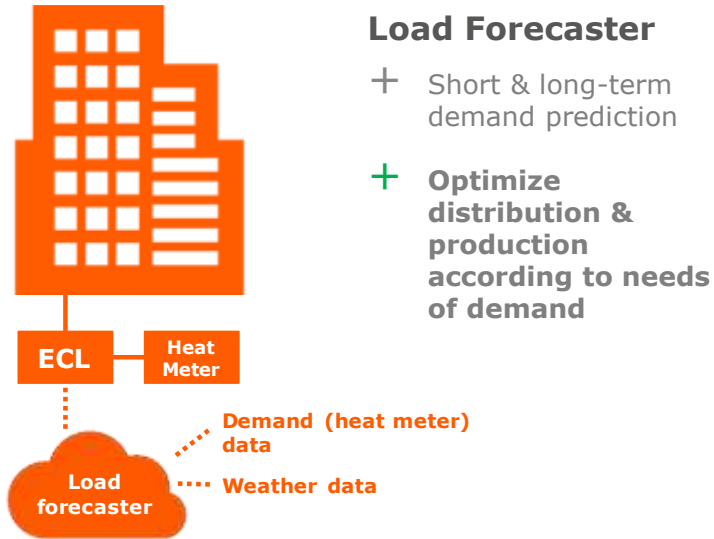 Load Forecaster
+ Short & long-term
demand prediction
+ Optimize
distribution &
production
according to needs
of demand
ECL
Heat
Meter
Demand (heat meter)
data
Load
forecaster
Weather data